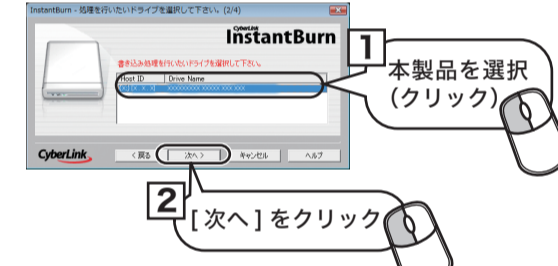 InstantBurn - 処理を行いたいドライブを選択して下さい。(2/4)
CyberLink
InstantBurn
書き込み処理を行いたいドライブを選択して下さい。
Host ID Drive Name
xxxxxxxxx xxxxx xxx xxx
1
本製品を選択
（クリック）
CyberLink
< 戻る 次へ > キャンセル ヘルプ
2
[ 次へ ] をクリック